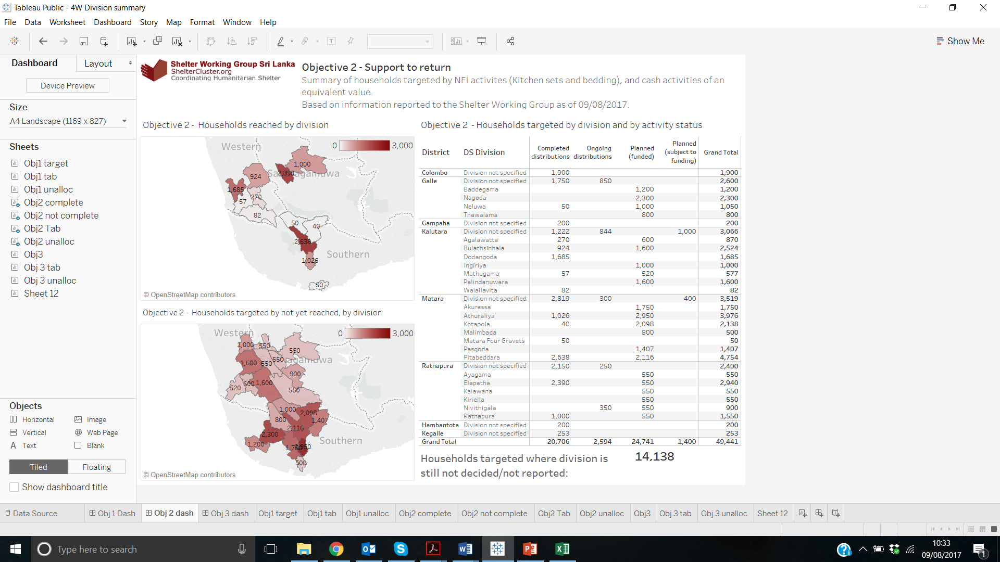 Tableau Public - 4W Division summary
File Data Worksheet Dashboard Story Map Format Window Help
Show Me
Dashboard Layout
Device Preview
Size
A4 Landscape (1169 x 827)
Sheets
Obj1 target
Obj1 tab
Obj1 unalloc
Obj2 complete
Obj2 not complete
Obj2 Tab
Obj2 unalloc
Obj3
Obj 3 tab
Obj 3 unalloc
Sheet 12
Objects
Horizontal Image
Vertical Web Page
A Text Blank
Tiled Floating
Show dashboard title
Shelter Working Group Sri Lanka
ShelterCluster.org
Coordinating Humanitarian Shelter
Objective 2 - Support to return
Summary of households targeted by NFI activites (Kitchen sets and bedding), and cash activities of an
equivalent value.
Based on information reported to the Shelter Working Group as of 09/08/2017.
Objective 2 - Households reached by division
Western
0 3,000
1,000
2,390
924
1,685
270
57
82
50
40
2,638
Southern
1,026
50
© OpenStreetMap contributors
Objective 2 - Households targeted by not yet reached, by division
Western
0 3,000
1,000 550
550
1,600 550 550
900
520 600 1,600
550
1,000 2,098
800 1,407
2,116
2,300
Southern
1,200
500
© OpenStreetMap contributors
Objective 2 - Households targeted by division and by activity status
District DS Division Completed distributions Ongoing distributions Planned (funded) Planned (subject to funding) Grand Total
Colombo Division not specified 1,900 1,900
Galle Division not specified 1,750 850 2,600
Baddegama 1,200 1,200
Nagoda 2,300 2,300
Neluwa 50 1,000 1,050
Thawalama 800 800
Gampaha Division not specified 200 200
Kalutara Division not specified 1,222 844 1,000 3,066
Agalawatta 270 600 870
Bulathsinhala 924 1,600 2,524
Dodangoda 1,685 1,685
Ingiriya 1,000 1,000
Mathugama 57 520 577
Palindanuwara 1,600 1,600
Walallavita 82 82
Matara Division not specified 2,819 300 400 3,519
Akuressa 1,750 1,750
Athuraliya 1,026 2,950 3,976
Kotapola 40 2,098 2,138
Malimbada 500 500
Matara Four Gravets 50 50
Pasgoda 1,407 1,407
Pitabeddara 2,638 2,116 4,754
Ratnapura Division not specified 2,150 250 2,400
Ayagama 550 550
Elapatha 2,390 550 2,940
Kalawana 550 550
Kiriella 550 550
Nivithigala 350 900
Ratnapura 1,000 550 1,550
Hambantota Division not specified 200 200
Kegalle Division not specified 253 253
Grand Total 20,706 2,594 24,741 1,400 49,441
Households targeted where division is
still not decided/not reported:
14,138
Data Source Obj 1 Dash Obj 2 dash Obj 3 dash Obj1 target Obj1 tab Obj1 unalloc Obj2 complete Obj2 not complete Obj2 Tab Obj2 unalloc Obj3 Obj 3 tab Obj 3 unalloc Sheet 12
Type here to search
10:33
09/08/2017
1